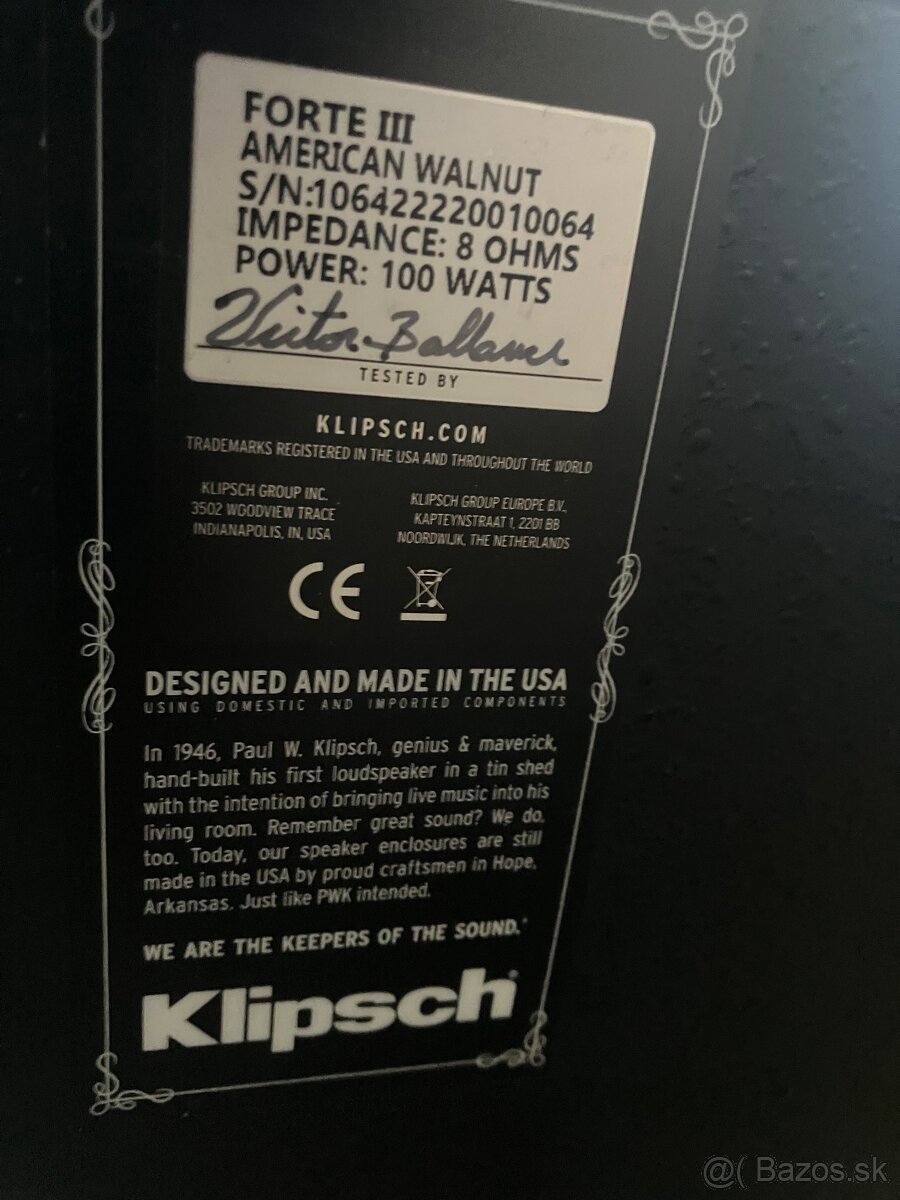 FORTE III
AMERICAN WALNUT
S/N:106422220010064
IMPEDANCE: 8 OHMS
POWER: 100 WATTS
TESTED BY
KLIPSCH.COM
TRADEMARKS REGISTERED IN THE USA AND THROUGHOUT THE WORLD
KLIPSCH GROUP INC.
3502 WOODVIEW TRACE
INDIANAPOLIS, IN, USA
KLIPSCH GROUP EUROPE B.V.
KAPTEYNSTRAAT 1, 2201 BB
NOORDWIJK, THE NETHERLANDS
CE
DESIGNED AND MADE IN THE USA
USING DOMESTIC AND IMPORTED COMPONENTS
In 1946, Paul W. Klipsch, genius & maverick,
hand-built his first loudspeaker in a tin shed
with the intention of bringing live music into his
living room. Remember great sound? We do,
too. Today, our speaker enclosures are still
made in the USA by proud craftsmen in Hope,
Arkansas. Just like PWK intended.
WE ARE THE KEEPERS OF THE SOUND.®
Klipsch®
@( Bazos.sk